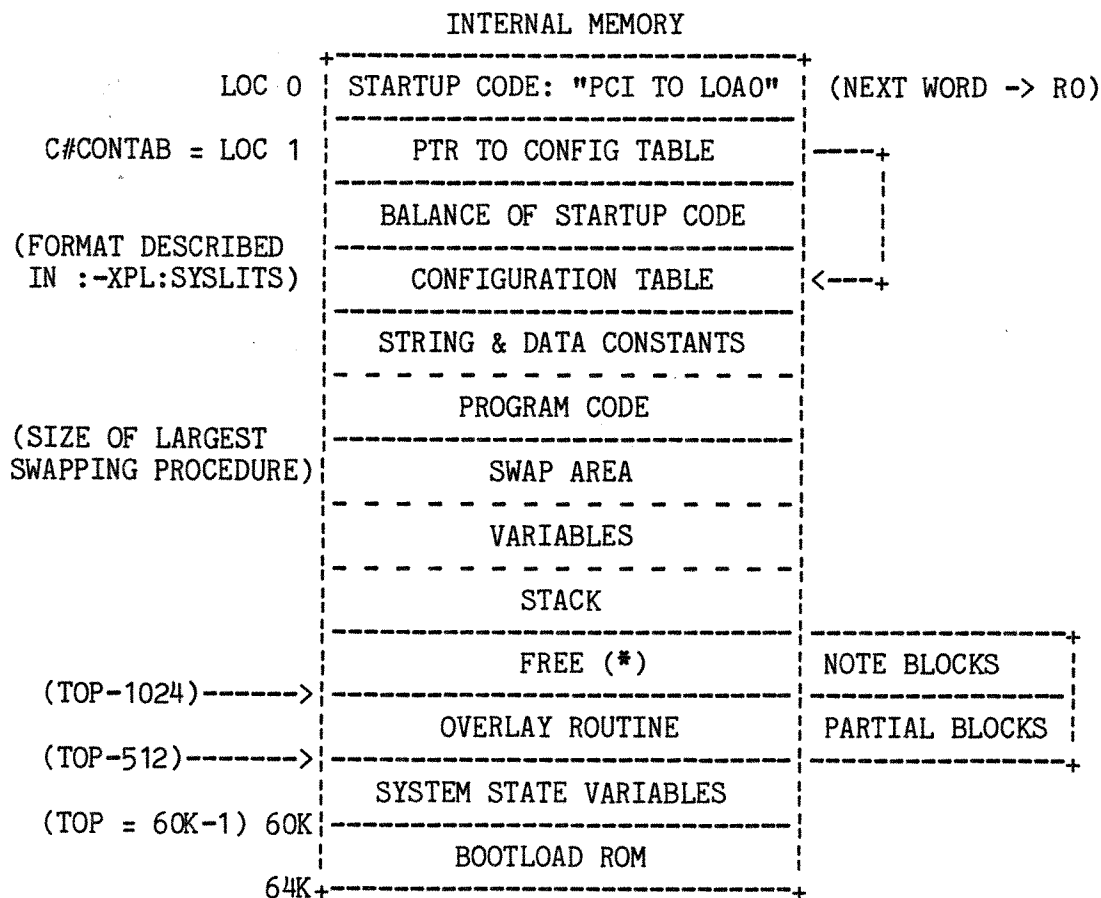 INTERNAL MEMORY
LOC 0 STARTUP CODE: "PCI TO LOA0" (NEXT WORD -> R0)
C#CONTAB = LOC 1 PTR TO CONFIG TABLE
BALANCE OF STARTUP CODE
(FORMAT DESCRIBED
IN :-XPL:SYSLITS) CONFIGURATION TABLE
STRING & DATA CONSTANTS
PROGRAM CODE
(SIZE OF LARGEST
SWAPPING PROCEDURE) SWAP AREA
VARIABLES
STACK
FREE (*) NOTE BLOCKS
(TOP-1024)------>
OVERLAY ROUTINE PARTIAL BLOCKS
(TOP-512)------->
SYSTEM STATE VARIABLES
(TOP = 60K-1) 60K
BOOTLOAD ROM
64K